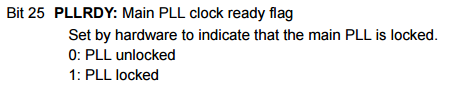 Bit 25 PLLRDY: Main PLL clock ready flag
Set by hardware to indicate that the main PLL is locked.
0: PLL unlocked
1: PLL locked